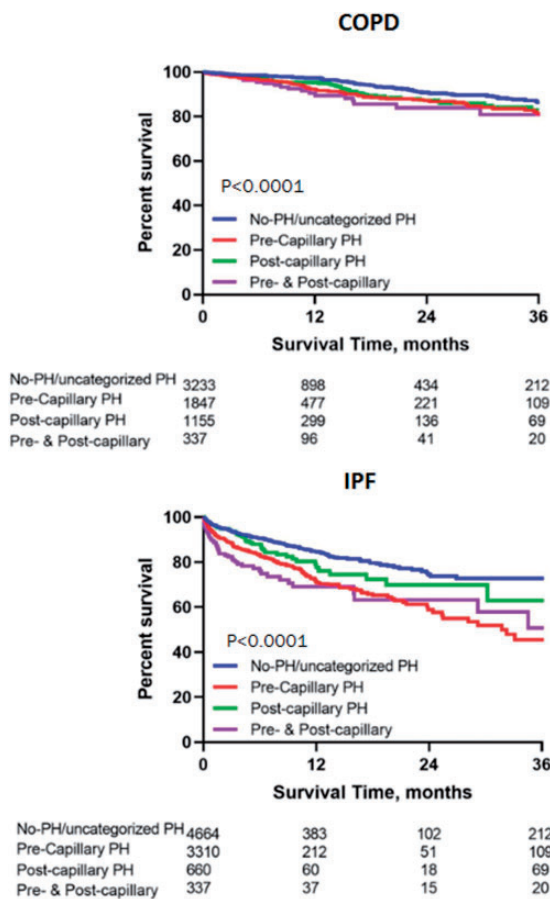 COPD
Percent survival
100
80
60
40
20
0
P<0.0001
No-PH/uncategorized PH
Pre-Capillary PH
Post-capillary PH
Pre- & Post-capillary
0 12 24 36
Survival Time, months
No-PH/uncategorized PH 3233 898 434 212
Pre-Capillary PH 1847 477 221 109
Post-capillary PH 1155 299 136 69
Pre- & Post-capillary 337 96 41 20
IPF
Percent survival
100
80
60
40
20
0
P<0.0001
No-PH/uncategorized PH
Pre-Capillary PH
Post-capillary PH
Pre- & Post-capillary
0 12 24 36
Survival Time, months
No-PH/uncategorized PH 4664 383 102 212
Pre-Capillary PH 3310 212 51 109
Post-capillary PH 660 60 18 69
Pre- & Post-capillary 337 37 15 20